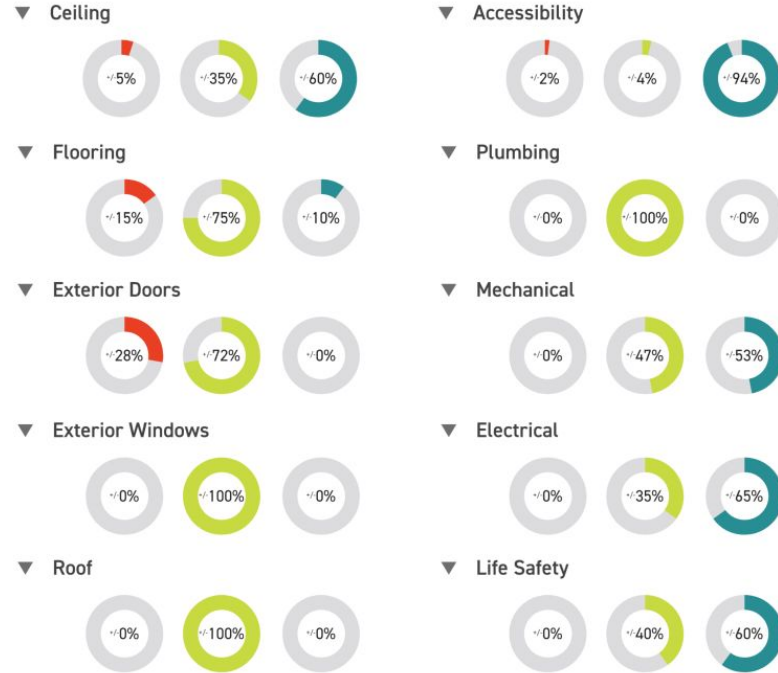 Ceiling
+/-5% +/-35% +/-60%
Flooring
+/-15% +/-75% +/-10%
Exterior Doors
+/-28% +/-72% +/-0%
Exterior Windows
+/-0% +/-100% +/-0%
Roof
+/-0% +/-100% +/-0%
Accessibility
+/-2% +/-4% +/-94%
Plumbing
+/-0% +/-100% +/-0%
Mechanical
+/-0% +/-47% +/-53%
Electrical
+/-0% +/-35% +/-65%
Life Safety
+/-0% +/-40% +/-60%